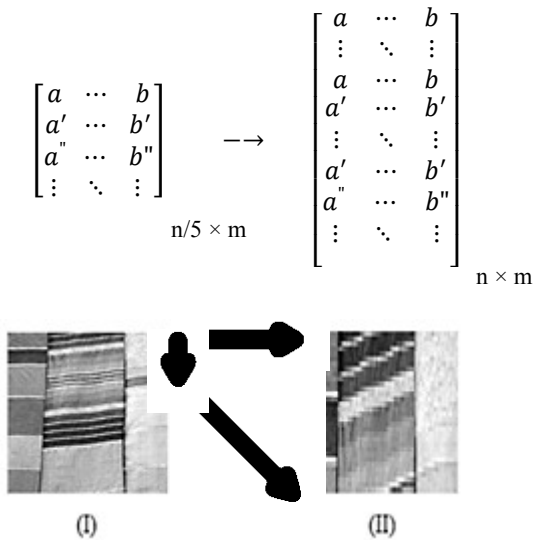 a ⋯ b
⋮ ⋱ ⋮
a' ⋯ b'
a" ⋯ b"
⋮ ⋱ ⋮
n/5 × m
−→
a ⋯ b
⋮ ⋱ ⋮
a ⋯ b
a′ ⋯ b′
⋮ ⋱ ⋮
a′ ⋯ b′
a" ⋯ b"
⋮ ⋱ ⋮
n × m
(I)
(II)